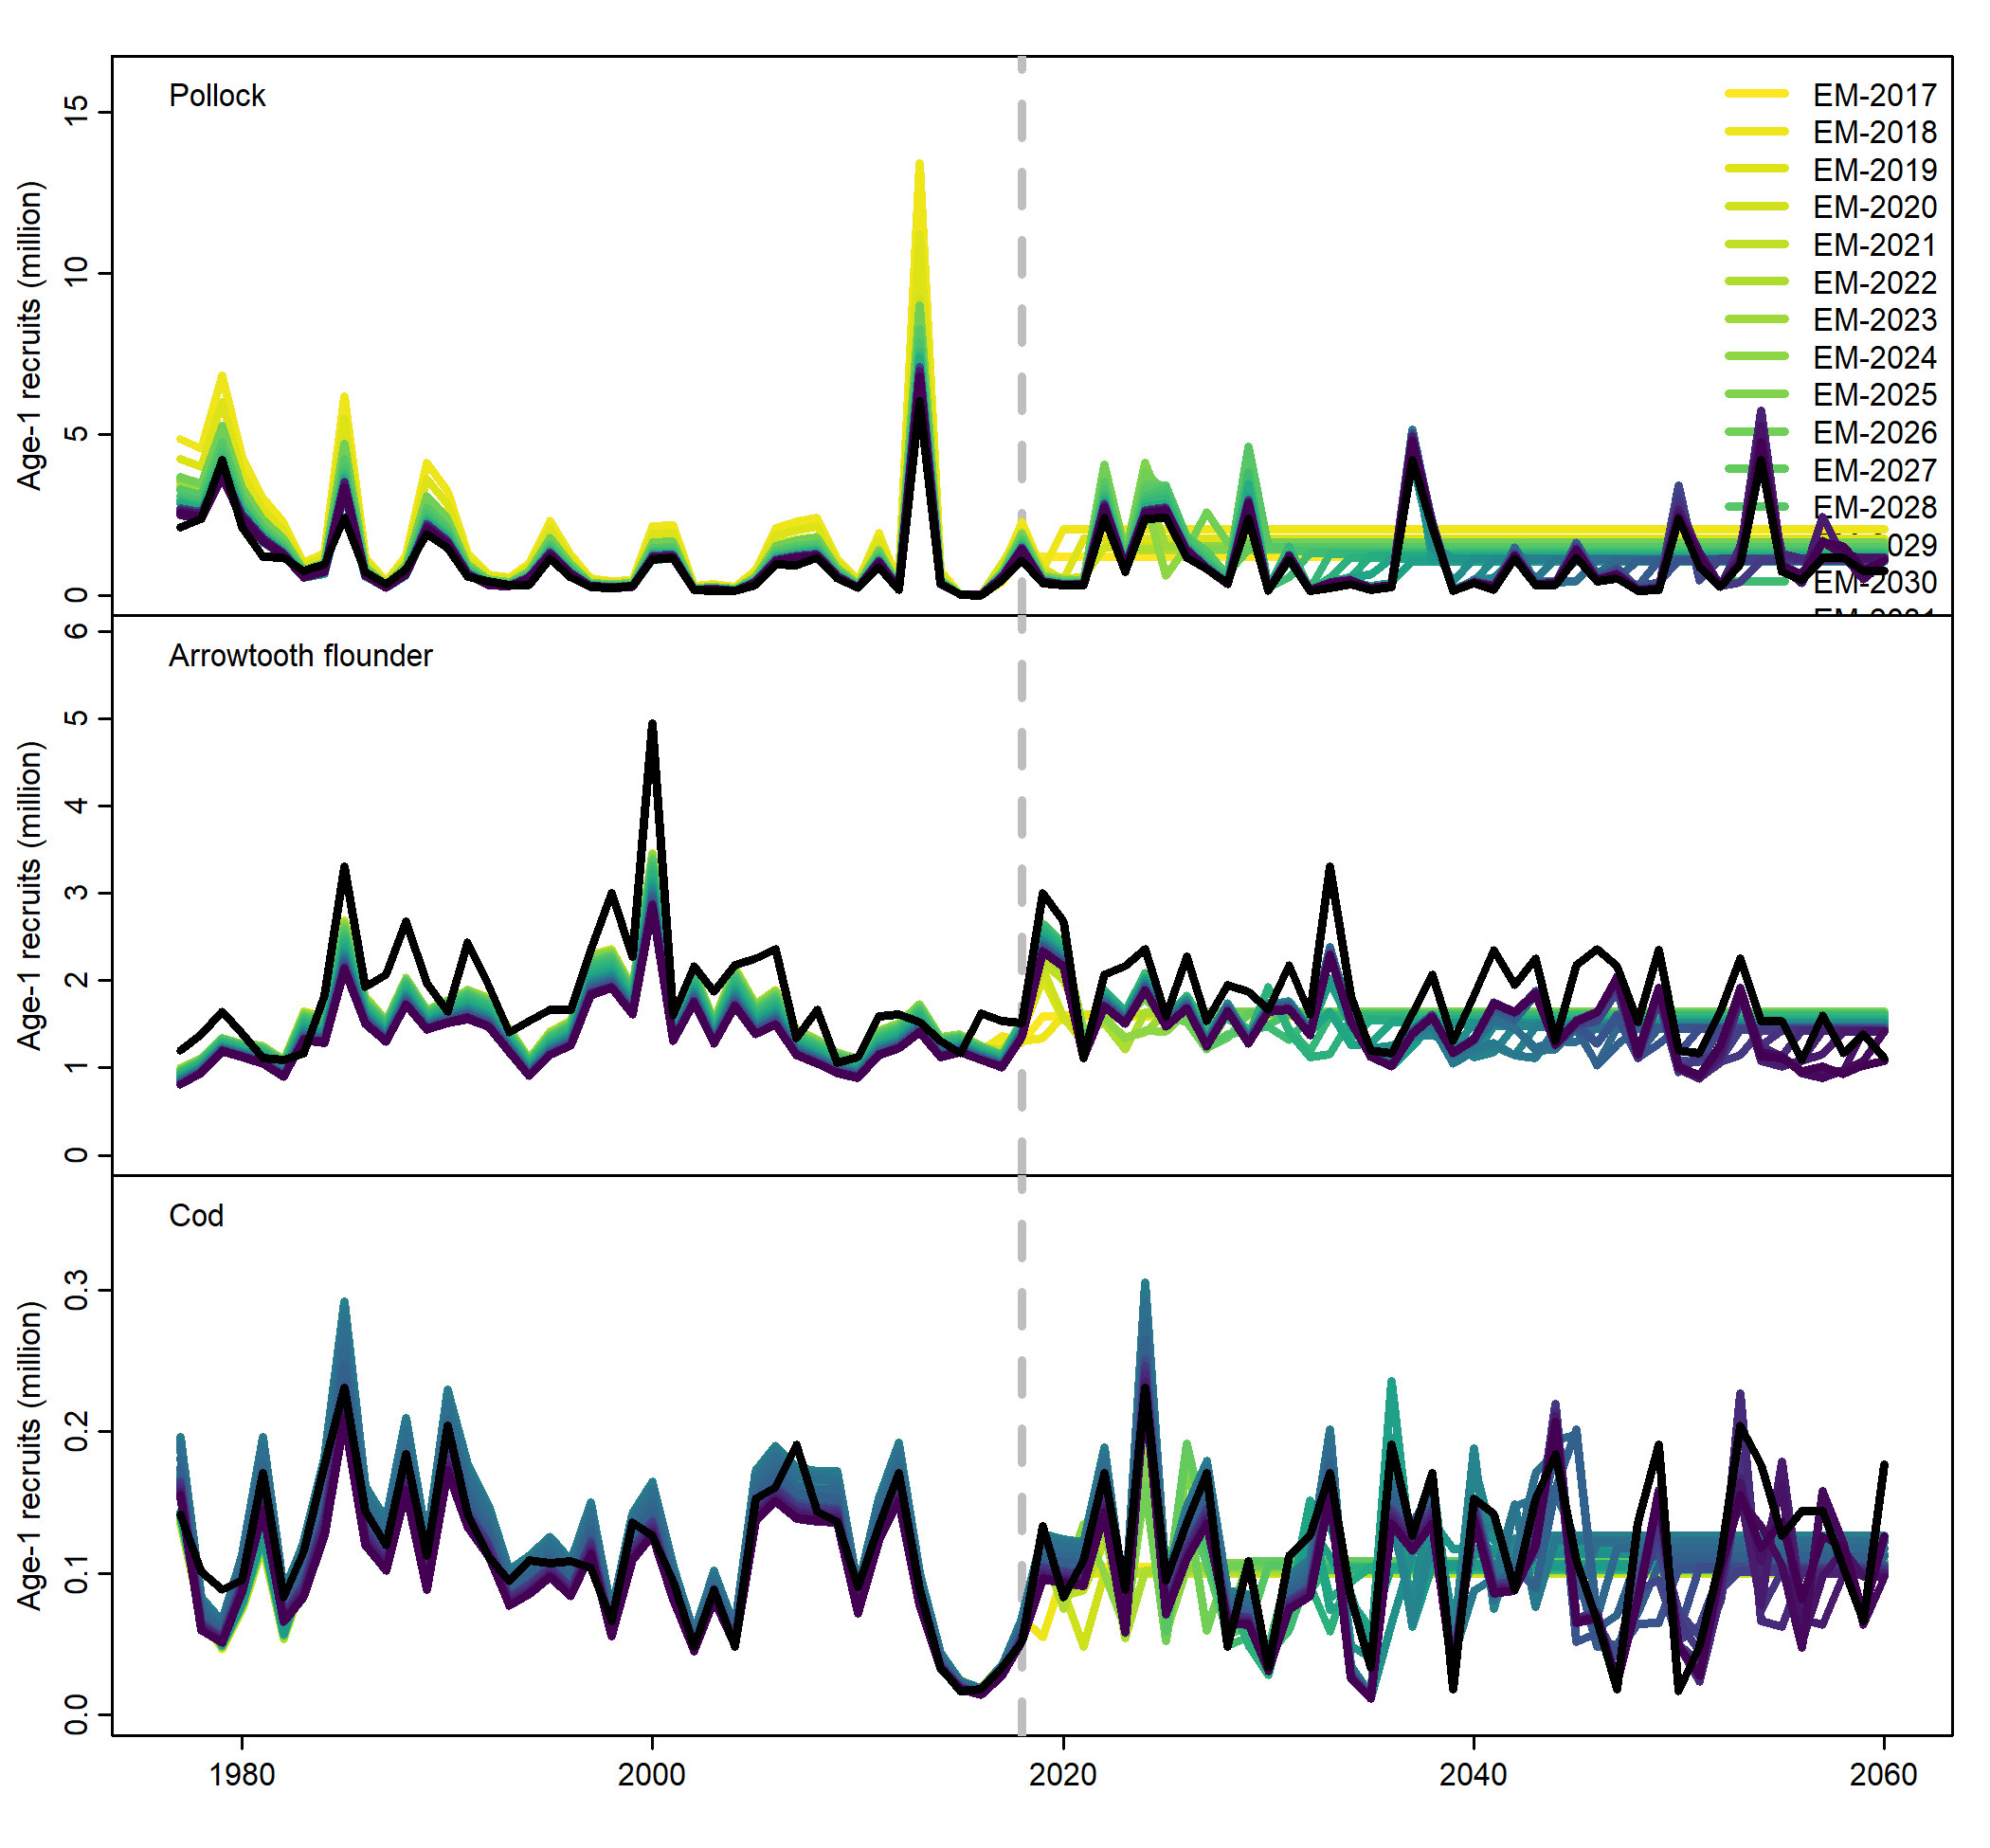 Pollock
15
10
5
0
Age-1 recruits (million)
EM-2017
EM-2018
EM-2019
EM-2020
EM-2021
EM-2022
EM-2023
EM-2024
EM-2025
EM-2026
EM-2027
EM-2028
029
EM-2030
Arrowtooth flounder
6
5
4
3
2
1
0
Age-1 recruits (million)
Cod
0.3
0.2
0.1
0.0
Age-1 recruits (million)
1980 2000 2020 2040 2060